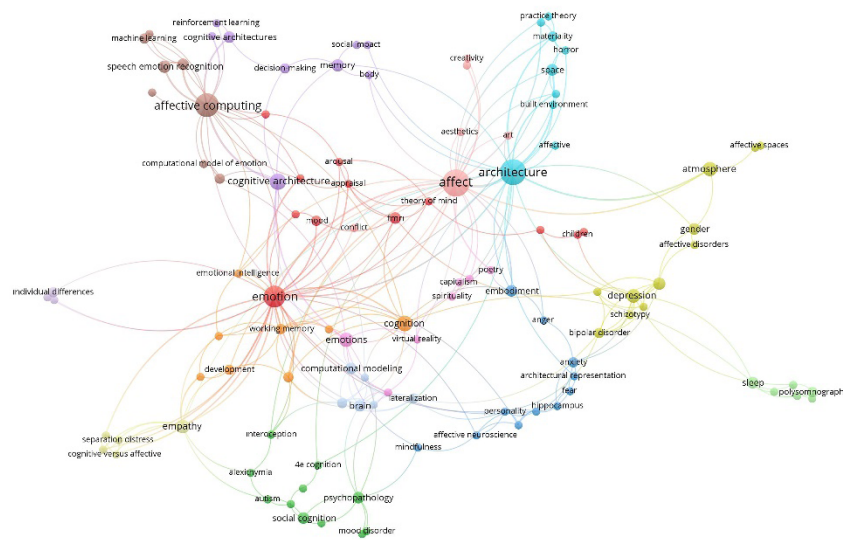 practice theory
reinforcement learning
machine learning
cognitive architectures
materiality
social impact
horror
creativity
speech emotion recognition
decision making
memory
space
body
affective computing
built environment
aesthetics
art
affective
affective spaces
computational model of emotion
arousal
atmosphere
architecture
cognitive architecture
appraisal
affect
theory of mind
mood
fmri
conflict
gender
children
affective disorders
emotional intelligence
poetry
capitalism
individual differences
emotion
spirituality
embodiment
depression
schizotypy
working memory
cognition
anger
bipolar disorder
emotions
virtual reality
anxiety
development
computational modeling
architectural representation
sleep
fear
polysomnograph
lateralization
brain
personality
hippocampus
empathy
interoception
affective neuroscience
separation distress
mindfulness
cognitive versus affective
4e cognition
alexithymia
autism
psychopathology
social cognition
mood disorder